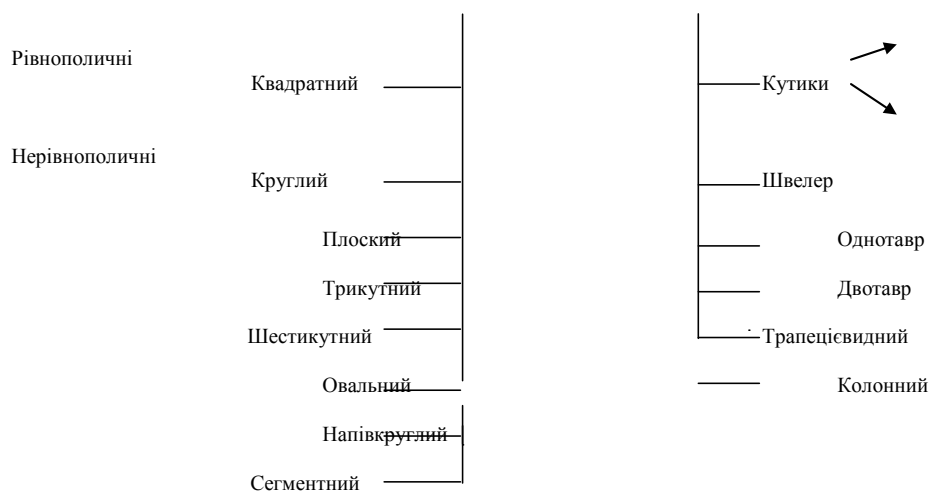 Рівнополичні
Квадратний Кутики
Нерівнополичні
Круглий Швелер
Плоский Однотавр
Трикутний Двотавр
Шестикутний Трапецієвидний
Овальний Колонний
Напівкруглий
Сегментний